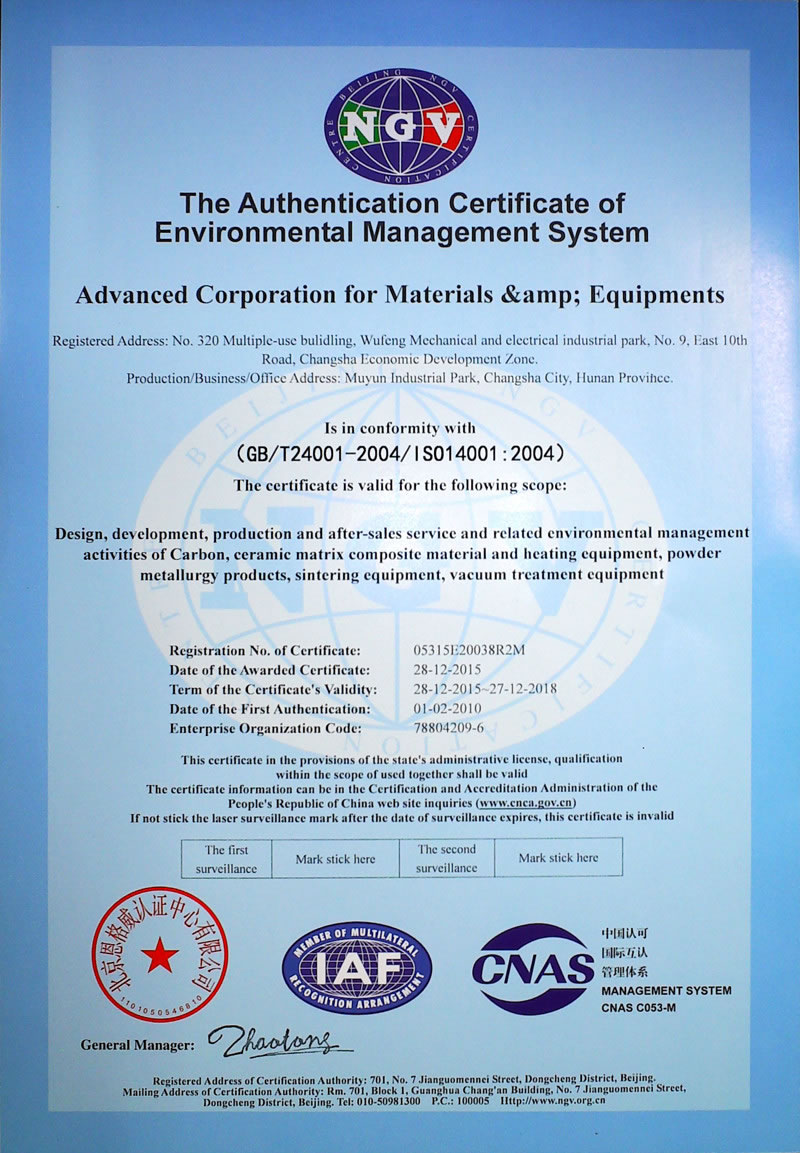 BEIJING NGV CERTIFICATION CENTRE
NGV
The Authentication Certificate of
Environmental Management System
Advanced Corporation for Materials &amp; Equipments
Registered Address: No. 320 Multiple-use bulidling, Wufeng Mechanical and electrical industrial park, No. 9, East 10th
Road, Changsha Economic Development Zone.
Production/Business/Office Address: Muyun Industrial Park, Changsha City, Hunan Province.
Is in conformity with
(GB/T24001-2004/ISO14001:2004)
The certificate is valid for the following scope:
Design, development, production and after-sales service and related environmental management
activities of Carbon, ceramic matrix composite material and heating equipment, powder
metallurgy products, sintering equipment, vacuum treatment equipment
Registration No. of Certificate: 05315E20038R2M
Date of the Awarded Certificate: 28-12-2015
Term of the Certificate's Validity: 28-12-2015~27-12-2018
Date of the First Authentication: 01-02-2010
Enterprise Organization Code: 78804209-6
This certificate in the provisions of the state's administrative license, qualification
within the scope of used together shall be valid
The certificate information can be in the Certification and Accreditation Administration of the
People's Republic of China web site inquiries (www.cnca.gov.cn)
If not stick the laser surveillance mark after the date of surveillance expires, this certificate is invalid
The first surveillance Mark stick here The second surveillance Mark stick here
北京恩格威认证中心有限公司
1101050546810
MEMBER OF MULTILATERAL
IAF
RECOGNITION ARRANGEMENT
CNAS
中国认可
国际互认
管理体系
MANAGEMENT SYSTEM
CNAS C053-M
General Manager: Zhaotong
Registered Address of Certification Authority: 701, No. 7 Jianguomennei Street, Dongcheng District, Beijing.
Mailing Address of Certification Authority: Rm. 701, Block 1, Guanghua Chang'an Building, No. 7 Jianguomennei Street,
Dongcheng District, Beijing. Tel: 010-50981300 P.C.: 100005 Http://www.ngv.org.cn